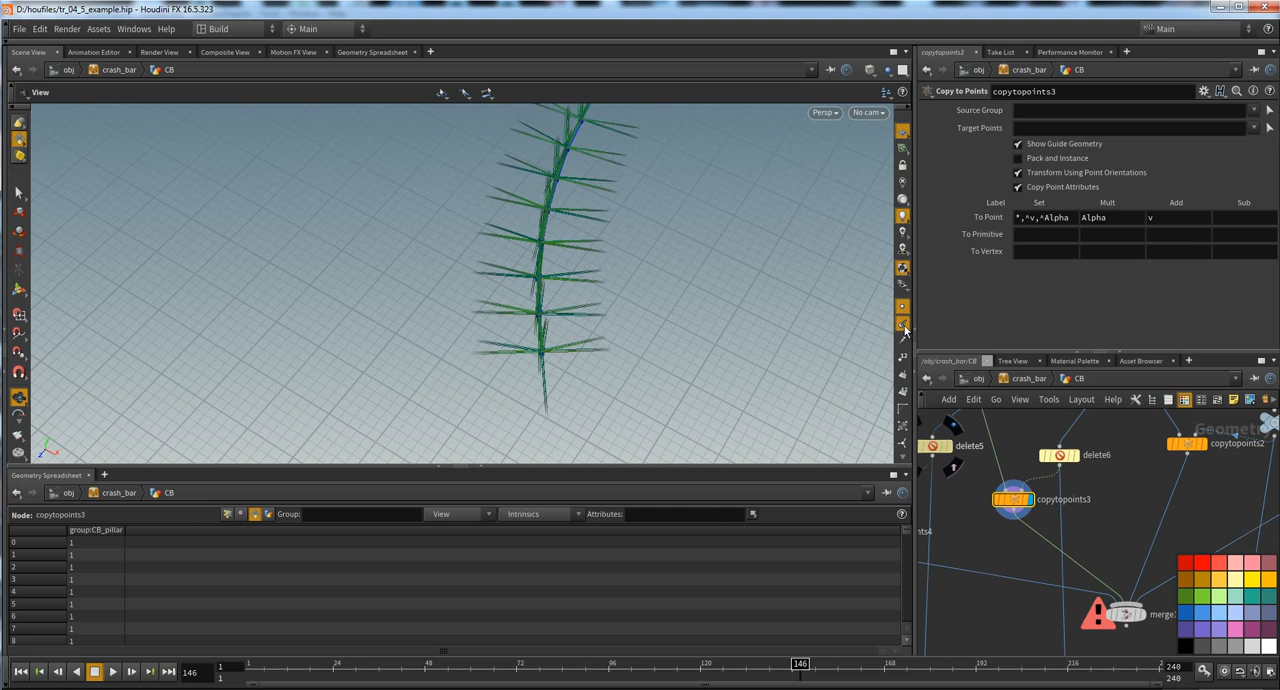 D:/houfiles/tr_04_5_example.hip - Houdini FX 16.5.323
File Edit Render Assets Windows Help Build Main Main
Scene View Animation Editor Render View Composite View Motion FX View Geometry Spreadsheet
obj crash_bar CB
View
Persp No cam
copytopoints3 Take List Performance Monitor
obj crash_bar CB
Copy to Points copytopoints3
Source Group
Target Points
Show Guide Geometry
Pack and Instance
Transform Using Point Orientations
Copy Point Attributes
Label Set Mult Add Sub
To Point *,^v,^Alpha Alpha v
To Primitive
To Vertex
/obj/crash_bar/CB Tree View Material Palette Asset Browser
obj crash_bar CB
Add Edit Go View Tools Layout Help
Geometry
delete5
delete6
copytopoints2
copytopoints3
nts4
merge
Geometry Spreadsheet
obj crash_bar CB
Node: copytopoints3 Group: View Intrinsics Attributes:
group:CB_pillar
0 1
1 1
2 1
3 1
4 1
5 1
6 1
7 1
8 1
146
1
1
1 24 48 72 96 120 146 168 192 216 2
240
240